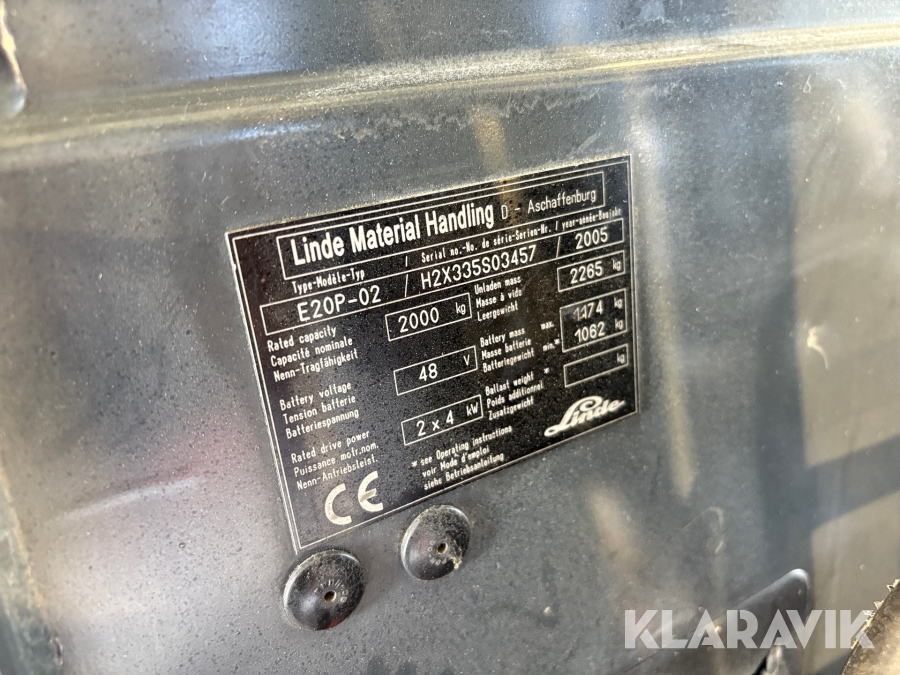 Linde Material Handling D - Aschaffenburg
Type-Modèle-Typ / Serial no.-No. de série-Serien-Nr. / year-année-Baujahr
E20P-02 / H2X335S03457 / 2005
Rated capacity
Capacité nominale
Nenn-Tragfähigkeit
2000 kg
Unladen mass
Masse à vide
Leergewicht
2265 kg
Battery voltage
Tension batterie
Batteriespannung
48 V
Battery mass max.
Masse batterie
Batteriegewicht min.*
1174 kg
1062 kg
Rated drive power
Puissance motr.nom.
Nenn-Antriebsleist.
2 x 4 kW
Ballast weight *
Poids additionnel
Zusatzgewicht
kg
* see Operating instructions
voir Mode d'emploi
siehe Betriebsanleitung
CE
Linde
KLARAVIK